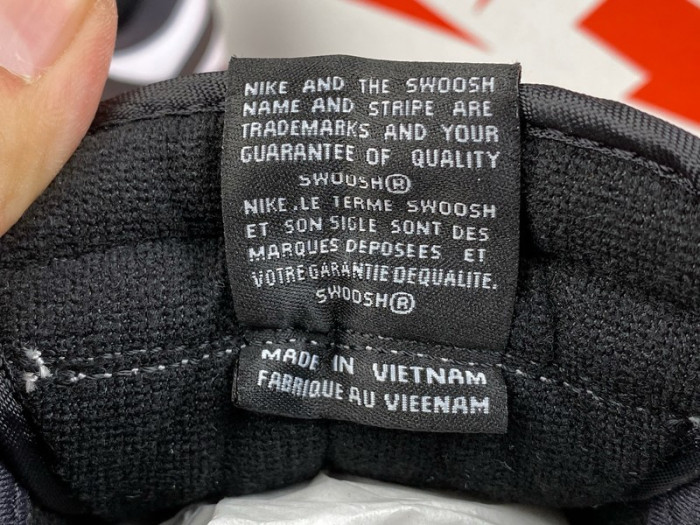 NIKE AND THE SWOOSH
NAME AND STRIPE ARE
TRADEMARKS AND YOUR
GUARANTEE OF QUALITY
SWOOSH®
NIKE.LE TERME SWOOSH
ET SON SIGLE SONT DES
MARQUES DEPOSEES ET
VOTRE GARANTIE DEQUALITE.
SWOOSH®
MADE IN VIETNAM
FABRIQUE AU VIEENAM